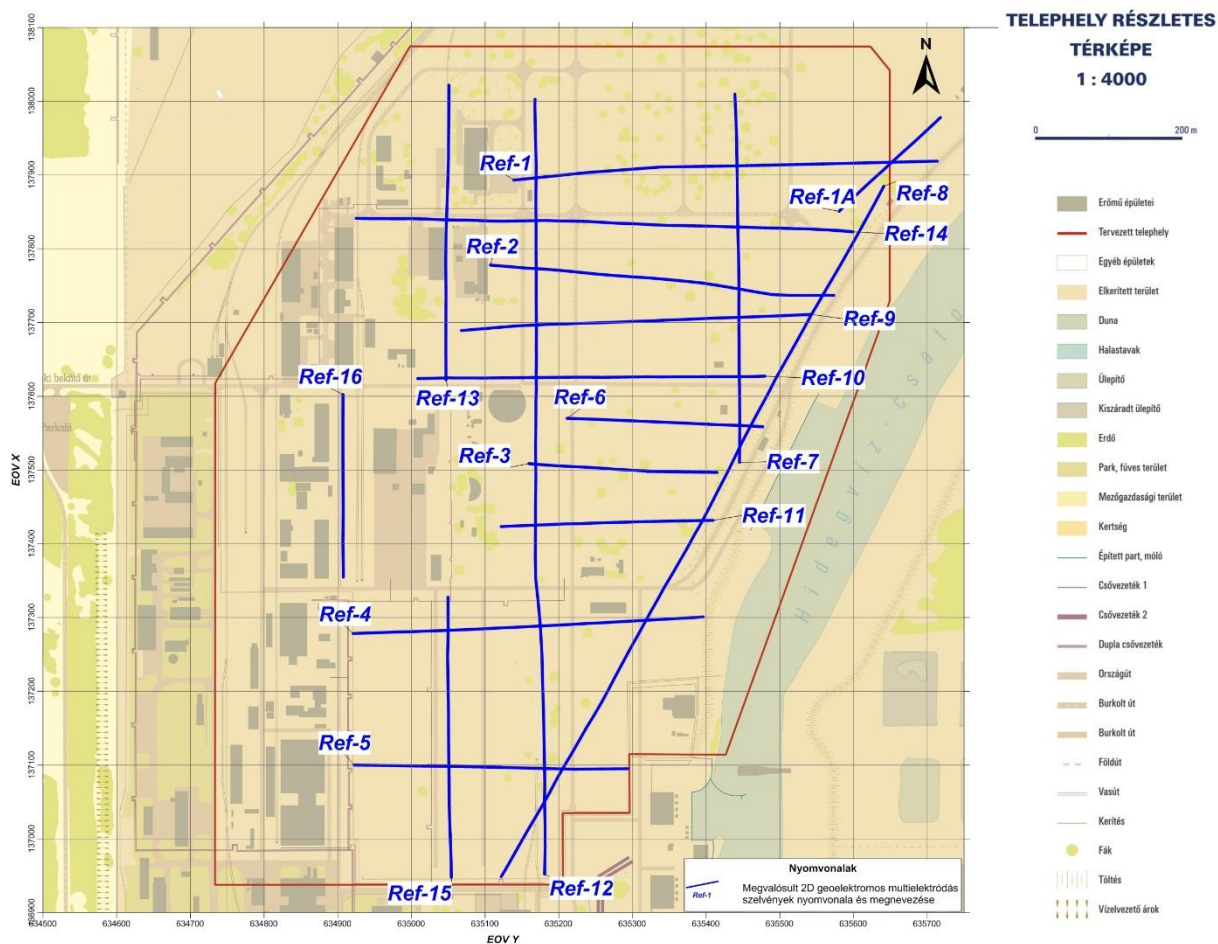 TELEPHELY RÉSZLETES
TÉRKÉPE
1 : 4000
0 200 m
N
Erőmű épületei
Tervezett telephely
Egyéb épületek
Elkerített terület
Duna
Halastavak
Ülepítő
Kiszáradt ülepítő
Erdő
Park, füves terület
Mezőgazdasági terület
Kertség
Épített part, móló
Csővezeték 1
Csővezeték 2
Dupla csővezeték
Országút
Burkolt út
Burkolt út
Földút
Vasút
Kerítés
Fák
Töltés
Vízelvezető árok
Ref-1
Ref-1A
Ref-8
Ref-14
Ref-2
Ref-9
Ref-16
Ref-13
Ref-10
Ref-6
Ref-3
Ref-7
Ref-11
Ref-4
Ref-5
Ref-15
Ref-12
ki bekötő út
Parkoló
Hidegvíz-csato
Nyomvonalak
Ref-1
Megvalósult 2D geoelektromos multielektródás
szelvények nyomvonala és megnevezése
EOV X
138100
138000
137900
137800
137700
137600
137500
137400
137300
137200
137100
137000
136900
634500 634600 634700 634800 634900 635000 635100 635200 635300 635400 635500 635600 635700
EOV Y